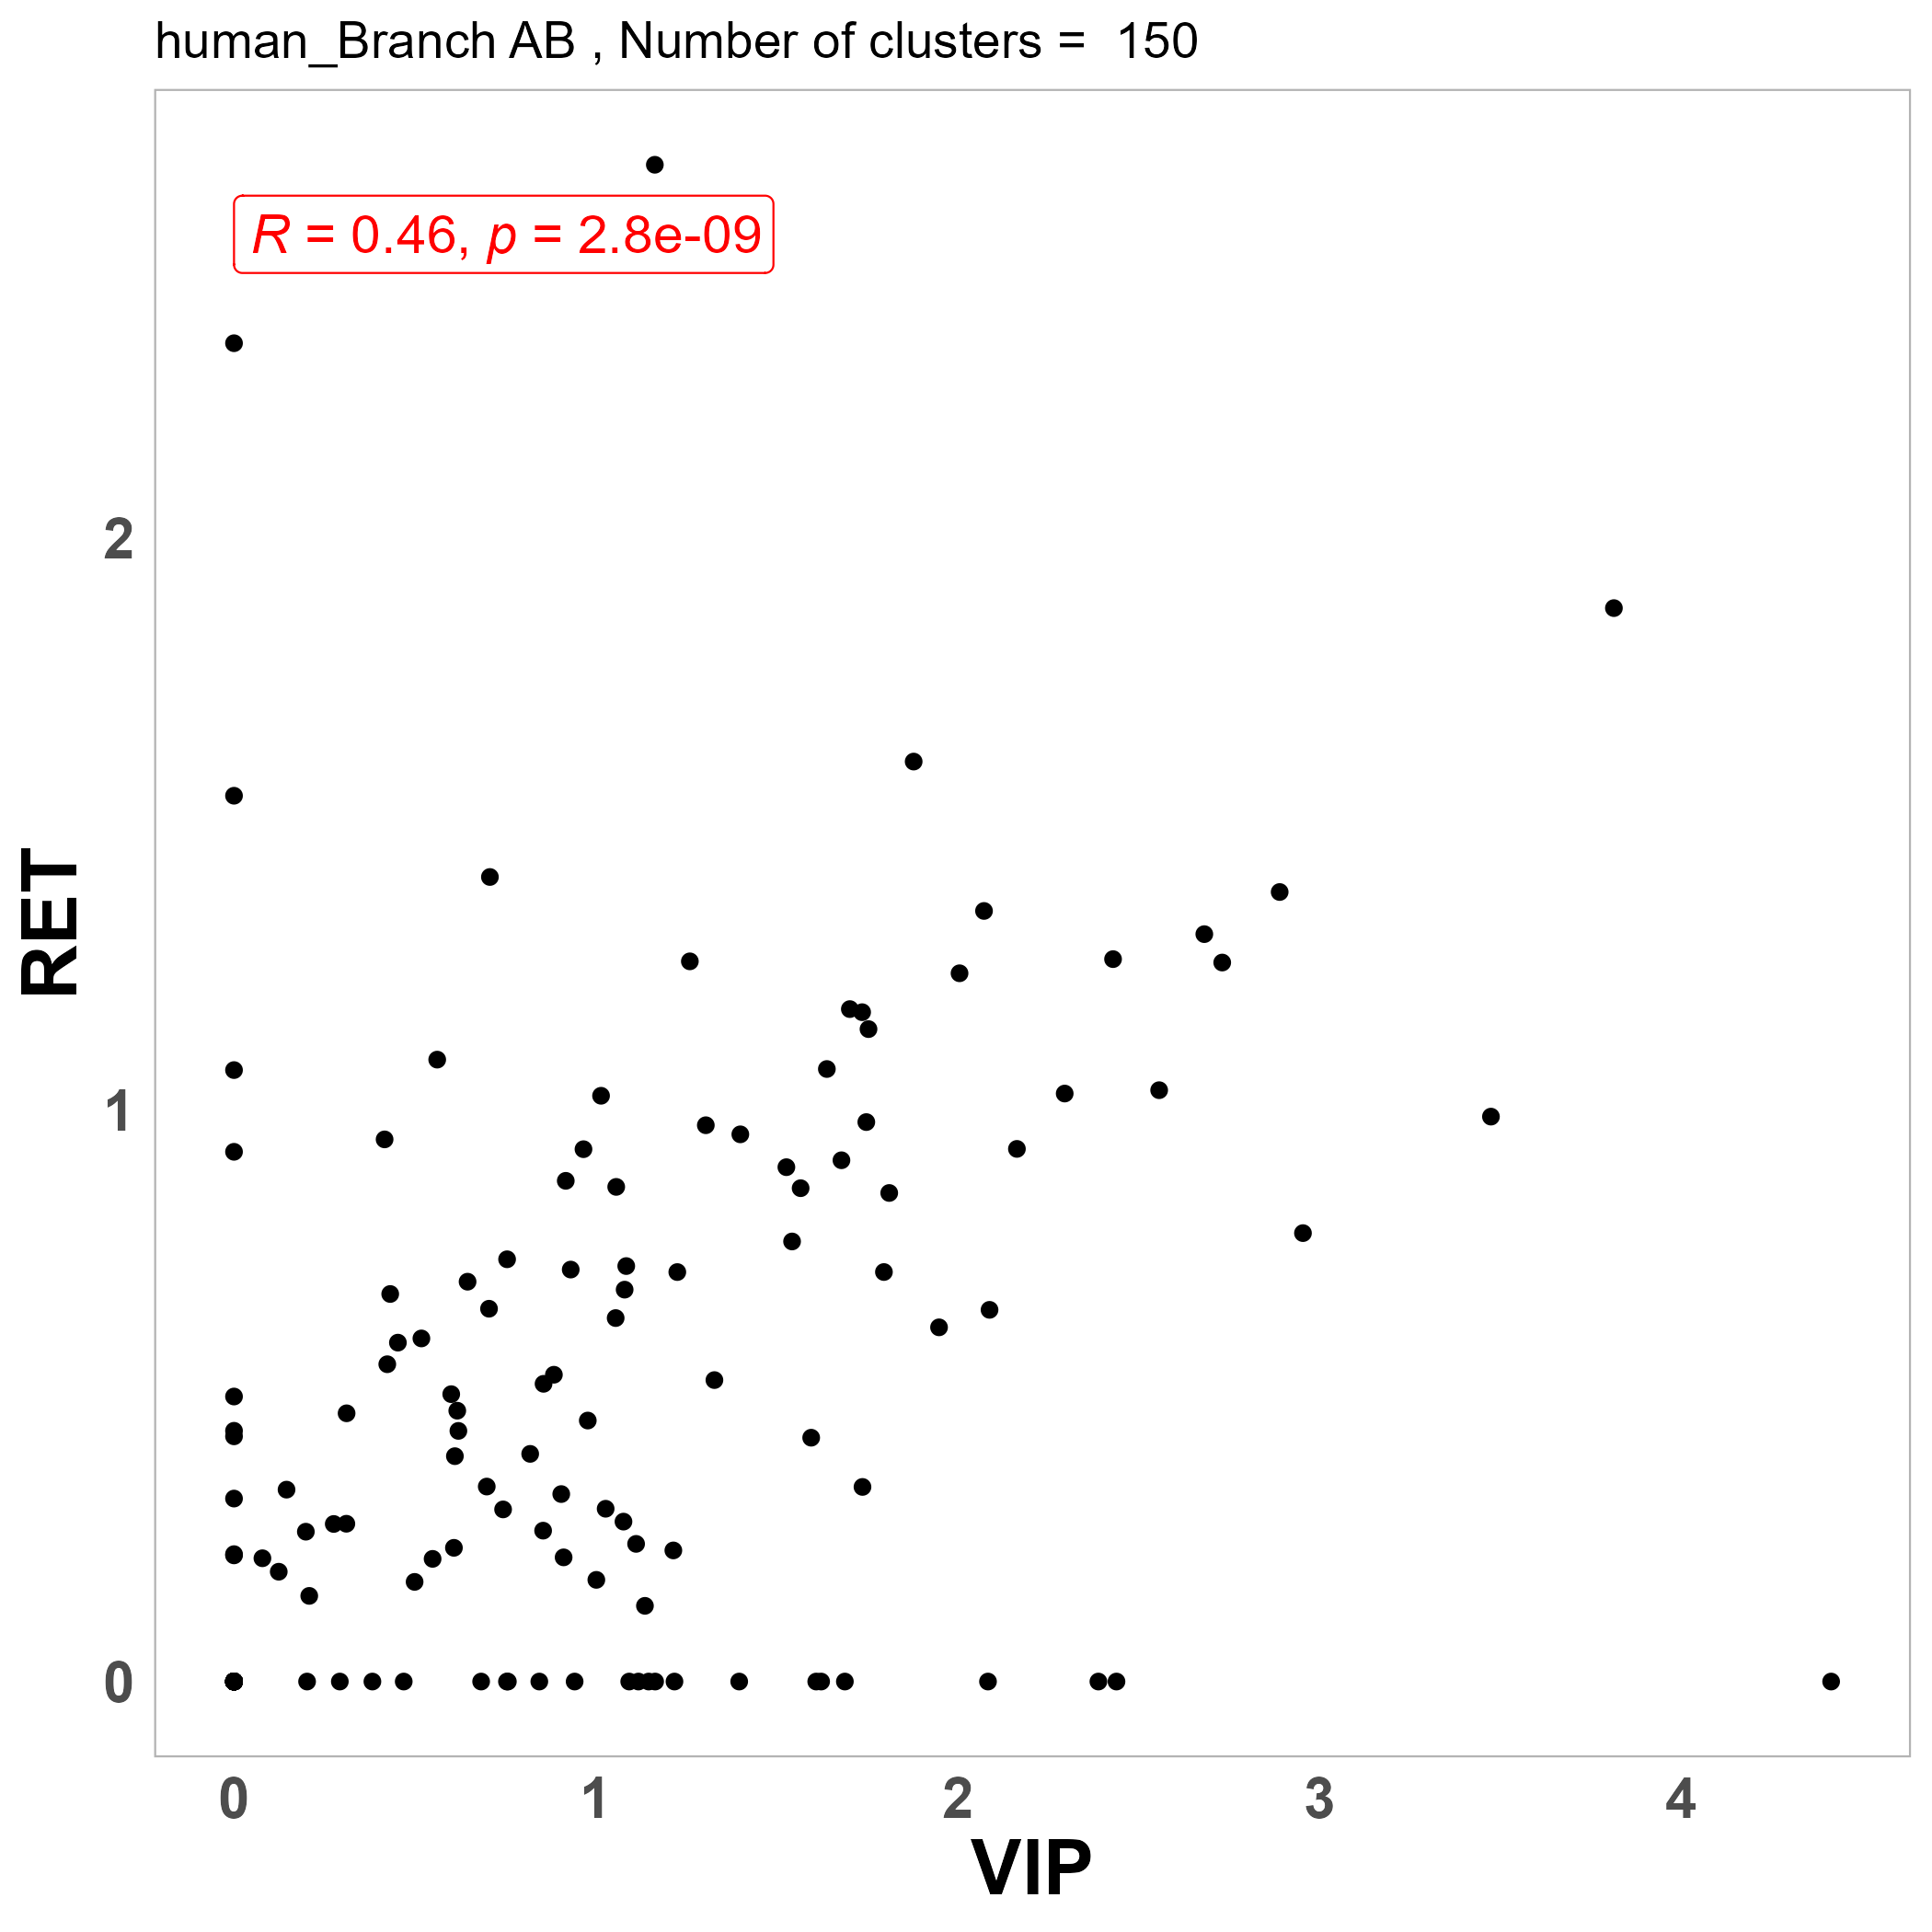 human_Branch AB , Number of clusters =  150
R = 0.46, p = 2.8e-09
2
1
0
RET
0 1 2 3 4
VIP